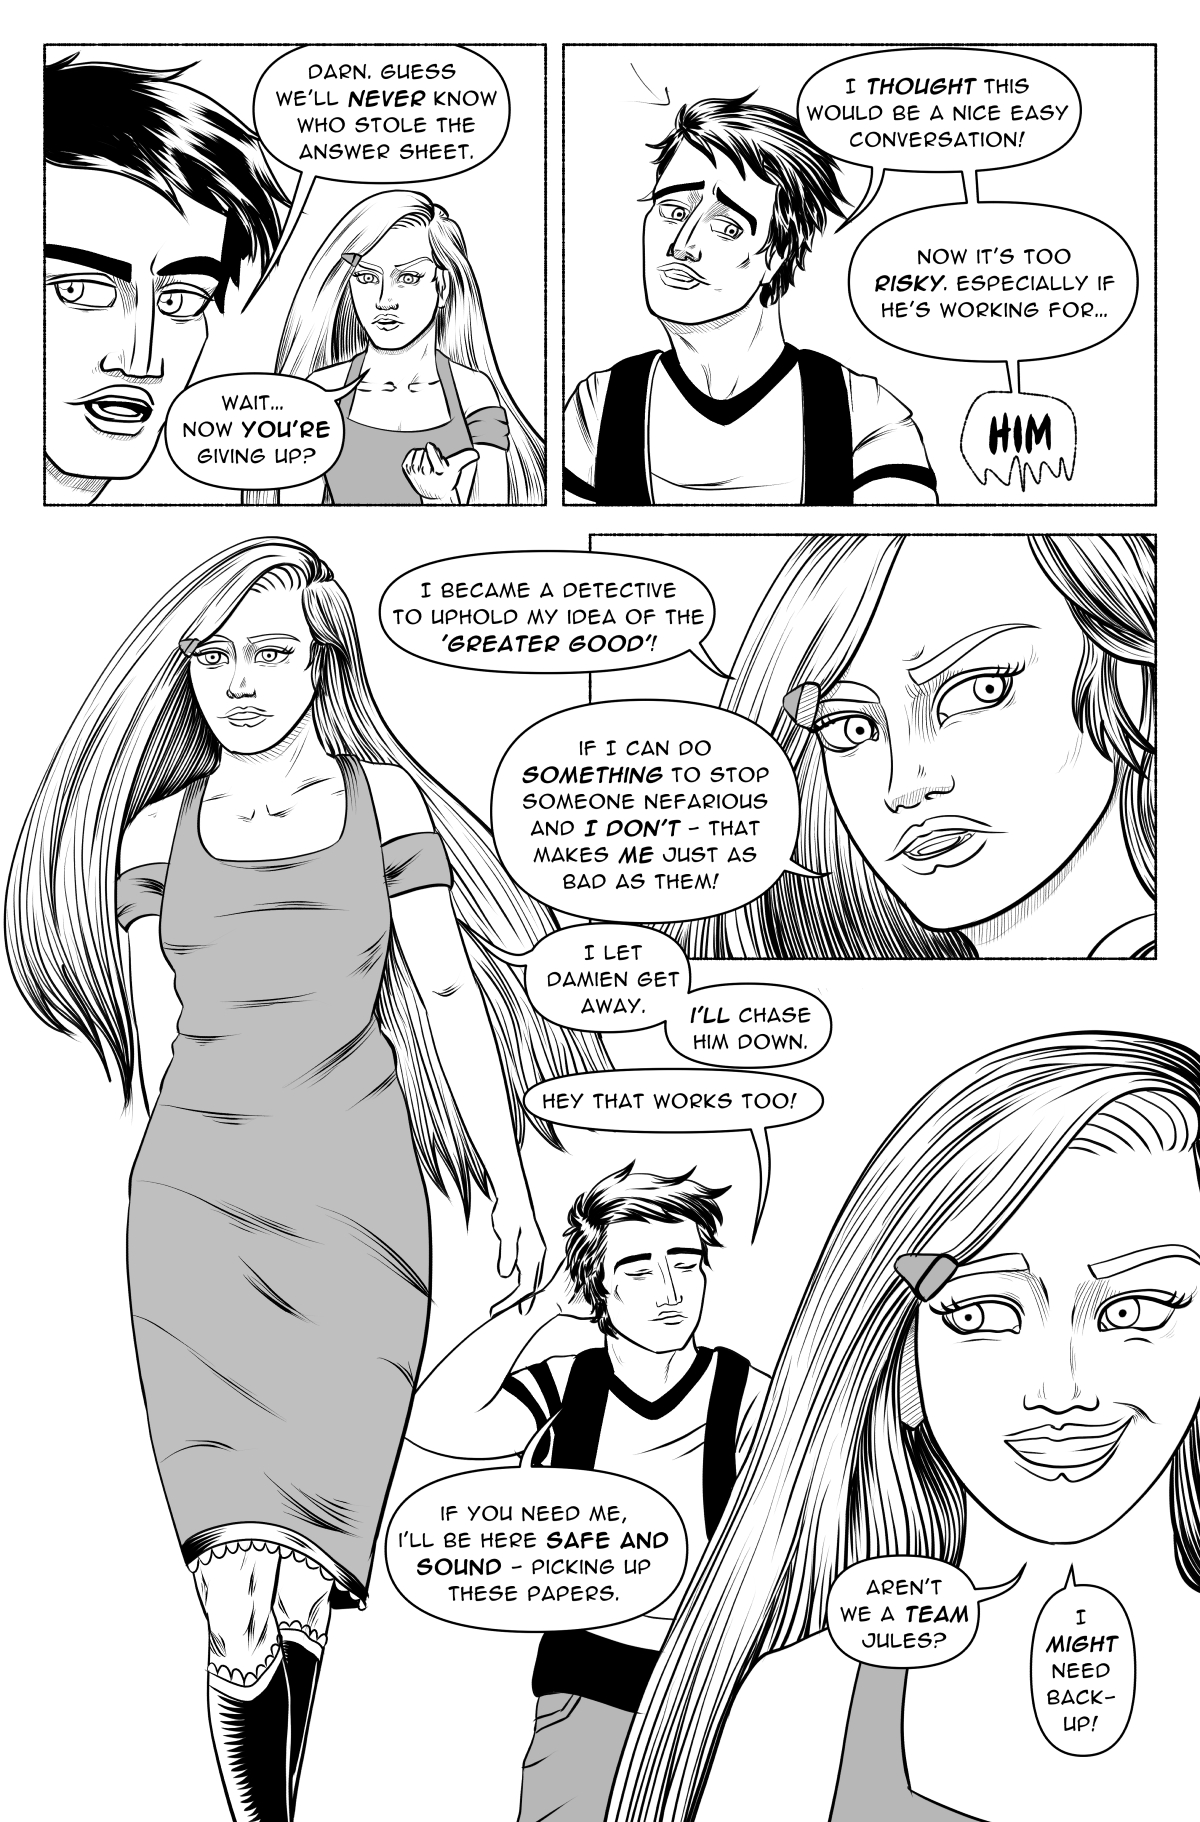 DARN. GUESS
WE'LL NEVER KNOW
WHO STOLE THE
ANSWER SHEET.
WAIT...
NOW YOU'RE
GIVING UP?
I THOUGHT THIS
WOULD BE A NICE EASY
CONVERSATION!
NOW IT'S TOO
RISKY. ESPECIALLY IF
HE'S WORKING FOR...
HIM
I BECAME A DETECTIVE
TO UPHOLD MY IDEA OF THE
'GREATER GOOD'!
IF I CAN DO
SOMETHING TO STOP
SOMEONE NEFARIOUS
AND I DON'T - THAT
MAKES ME JUST AS
BAD AS THEM!
I LET
DAMIEN GET
AWAY.
I'LL CHASE
HIM DOWN.
HEY THAT WORKS TOO!
IF YOU NEED ME,
I'LL BE HERE SAFE AND
SOUND - PICKING UP
THESE PAPERS.
AREN'T
WE A TEAM
JULES?
I
MIGHT
NEED
BACK-
UP!